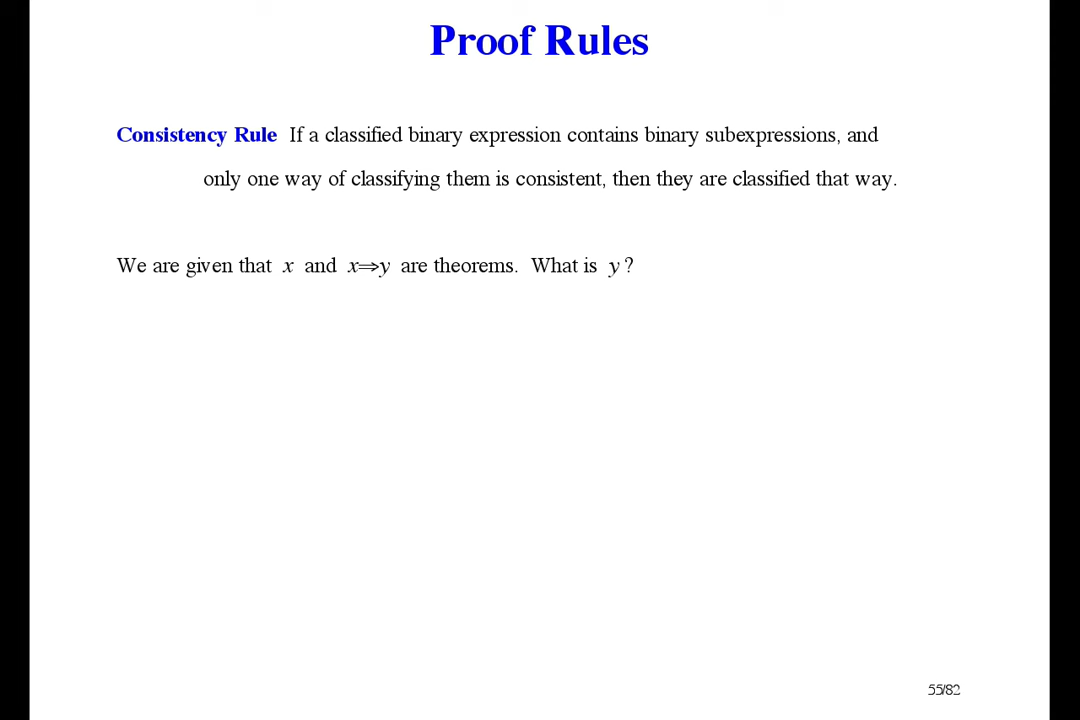 Proof Rules
Consistency Rule If a classified binary expression contains binary subexpressions, and
only one way of classifying them is consistent, then they are classified that way.
We are given that x and x⇒y are theorems. What is y?
55/82